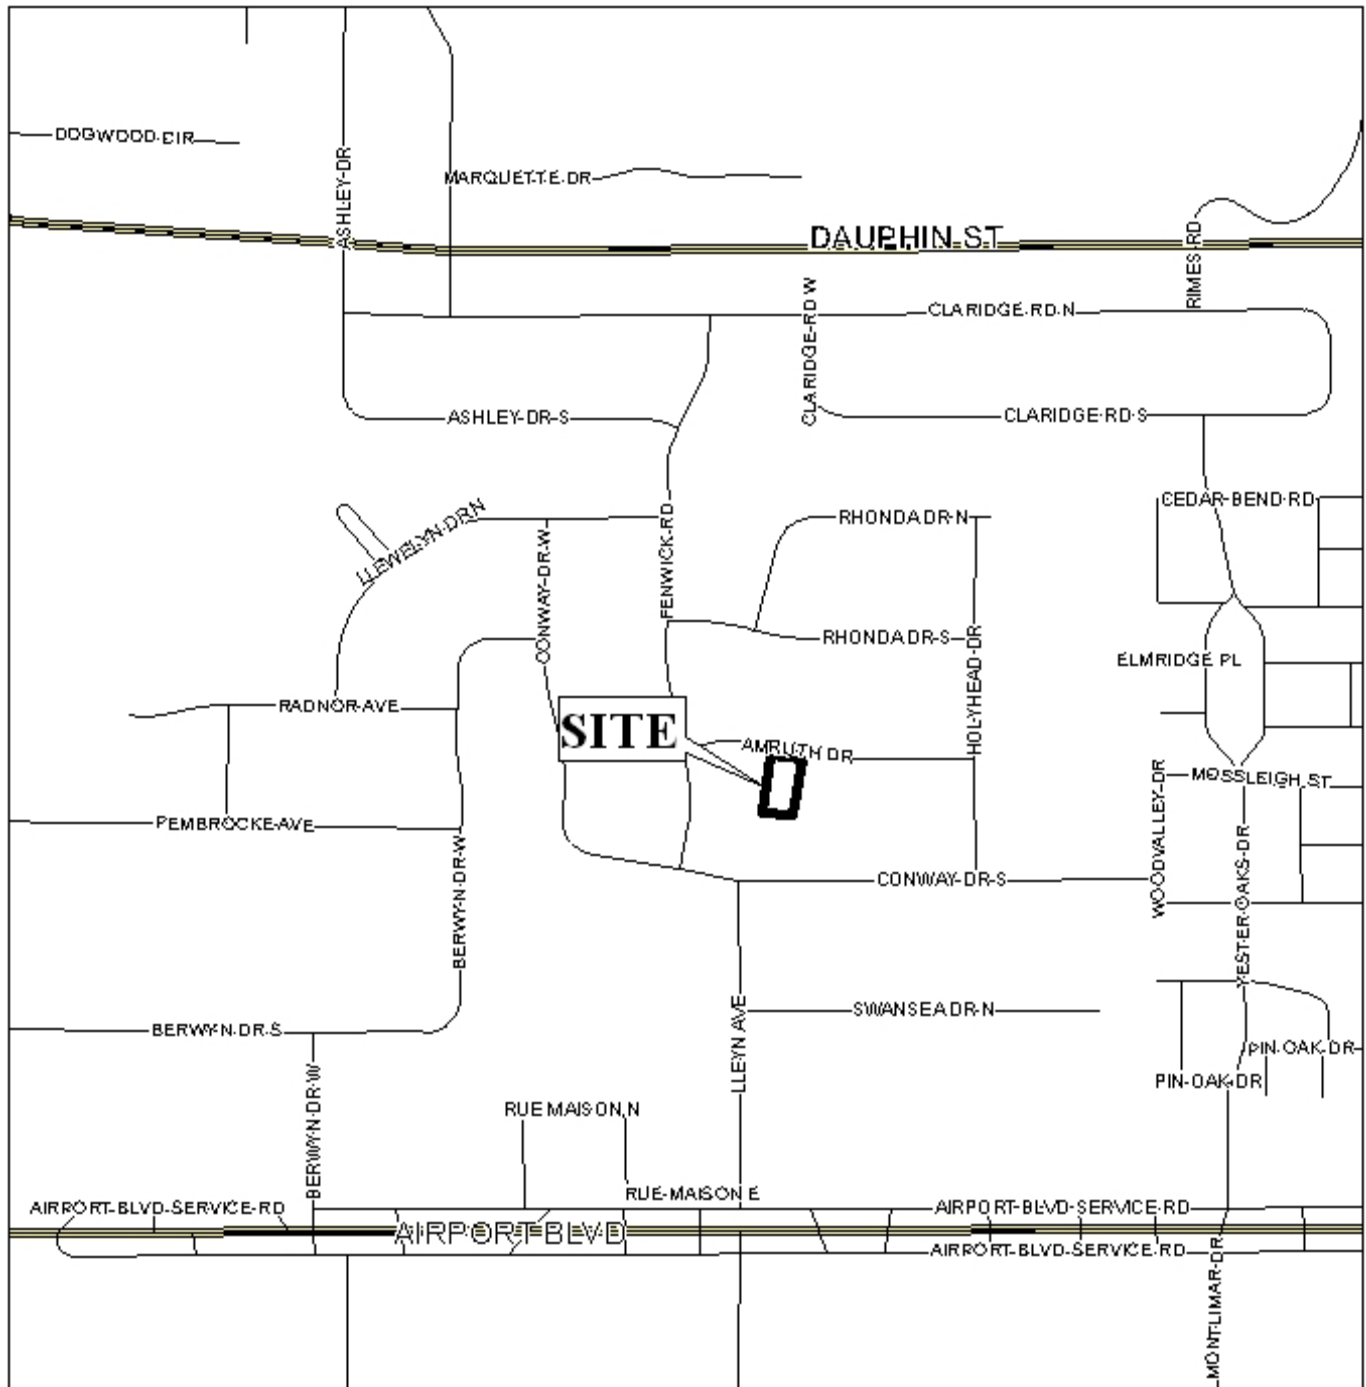 DOGWOOD-CIR
ASHLEY-DR
MARQUETTE-DR
DAUPHIN ST
RIMES-RD
CLARIDGE-RD W
CLARIDGE-RD-N
ASHLEY-DR-S
CLARIDGE-RD-S
LLEWELYN-DR-N
CONWAY-DR-W
FENWICK-RD
RHONDA DR-N
CEDAR-BEND-RD
RHONDA DR-S
HOLYHEAD-DR
ELMRIDGE PL
RADNOR-AVE
SITE
AMRUTH DR
WOODVALLEY-DR
MOSSLEIGH ST
PEMBROCKE-AVE
BERWYN-DR-W
CONWAY-DR-S
YESTER OAKS-DR
SWANSEA DR-N
LLEYN AVE
BERWYN-DR-S
PIN-OAK-DR
PIN-OAK-DR
BERWYN-DR-W
RUE MAISON N
RUE-MAISON E
AIRPORT-BLVD-SERVICE-RD
AIRPORT-BLVD-SERVICE-RD
AIRPORT BLVD
AIRPORT-BLVD-SERVICE-RD
MONTLIMAR-DR